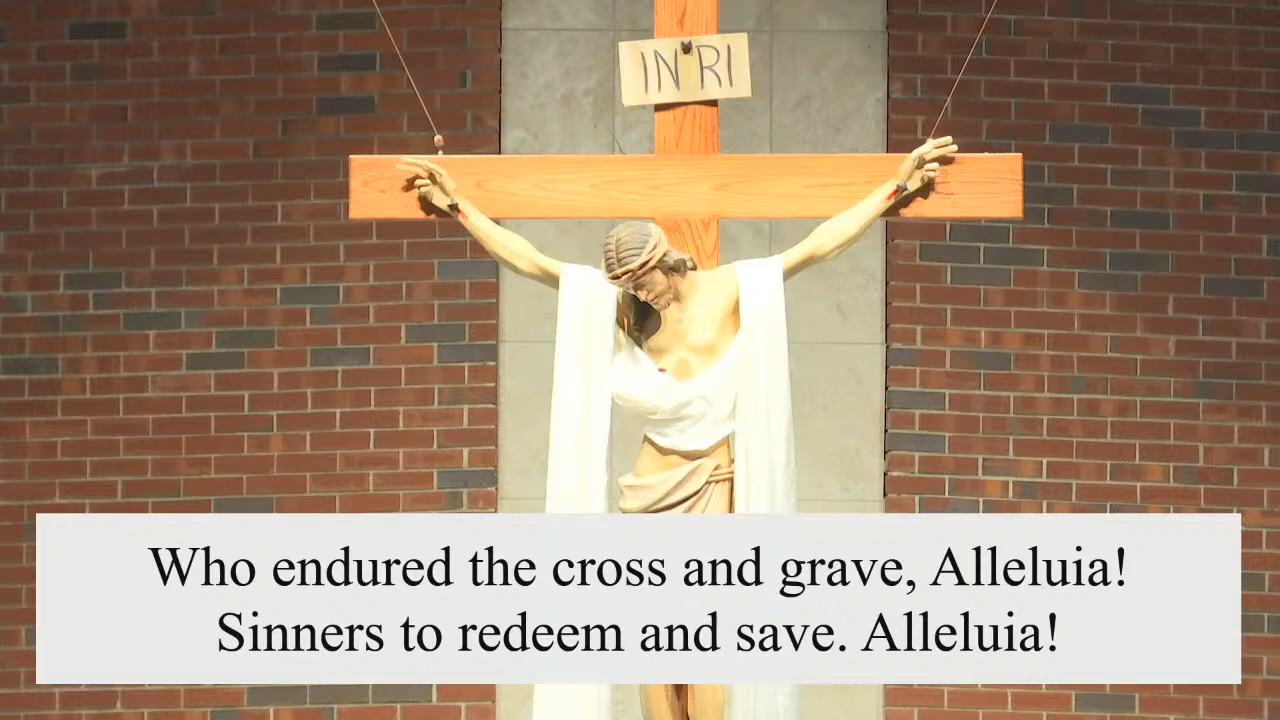 INRI
Who endured the cross and grave, Alleluia!
Sinners to redeem and save. Alleluia!